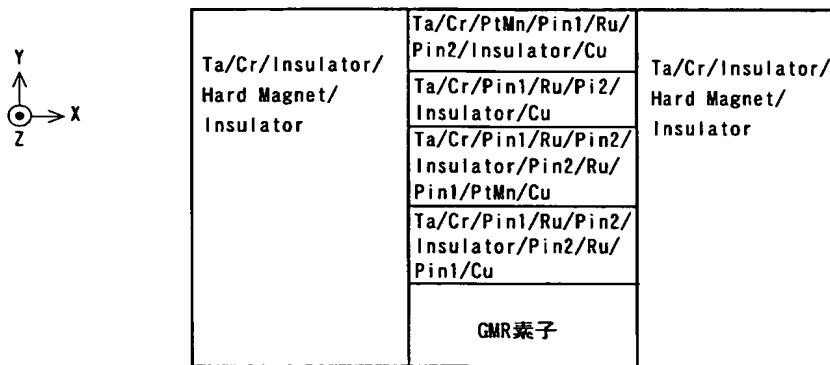 Y
X
Z
Ta/Cr/Insulator/
Hard Magnet/
Insulator
Ta/Cr/PtMn/Pin1/Ru/
Pin2/Insulator/Cu
Ta/Cr/Pin1/Ru/Pi2/
Insulator/Cu
Ta/Cr/Pin1/Ru/Pin2/
Insulator/Pin2/Ru/
Pin1/PtMn/Cu
Ta/Cr/Pin1/Ru/Pin2/
Insulator/Pin2/Ru/
Pin1/Cu
GMR素子
Ta/Cr/Insulator/
Hard Magnet/
Insulator